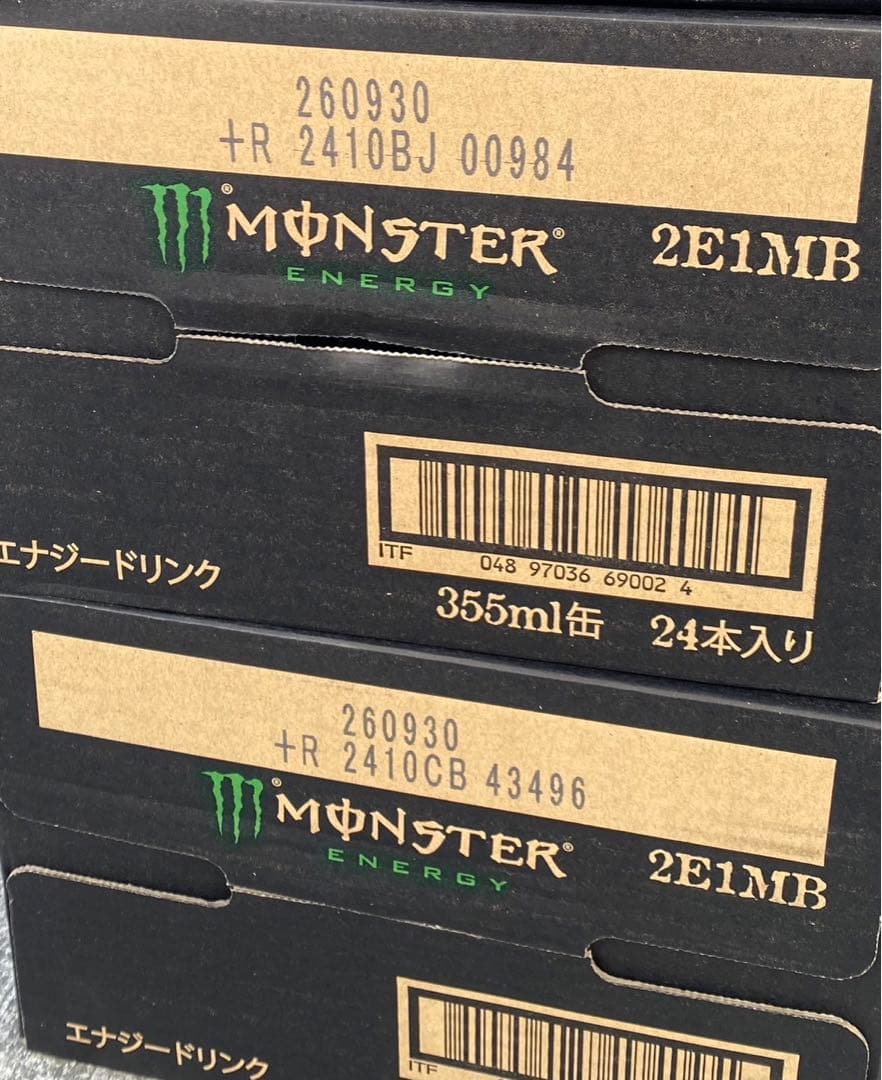 260930
+R 2410BJ 00984
MONSTER® 2E1MB
ENERGY
ITF
048 97036 69002 4
エナジードリンク
355ml缶 24本入り
260930
+R 2410CB 43496
MONSTER® 2E1MB
ENERGY
エナジードリンク
ITF